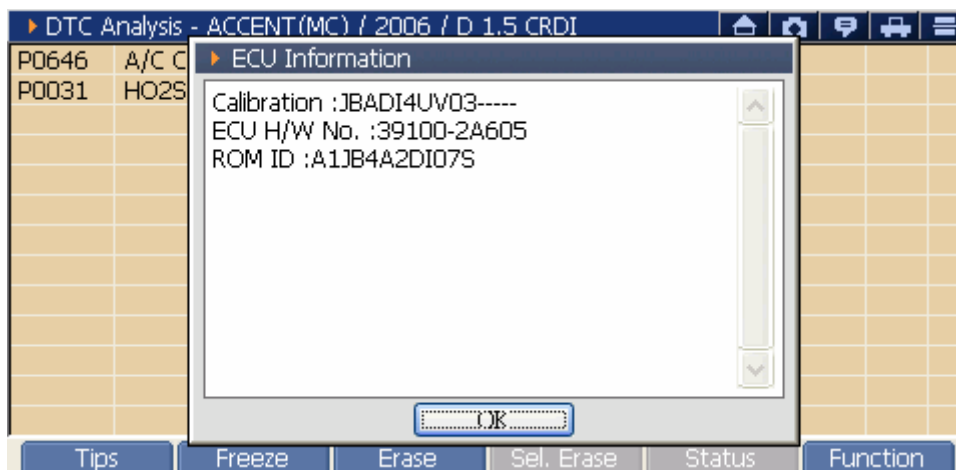 DTC Analysis - ACCENT(MC) / 2006 / D 1.5 CRDI
P0646 A/C C
P0031 HO2S
ECU Information
Calibration :JBADI4UV03-----
ECU H/W No. :39100-2A605
ROM ID :A1JB4A2DI07S
OK
Tips Freeze Erase Sel. Erase Status Function